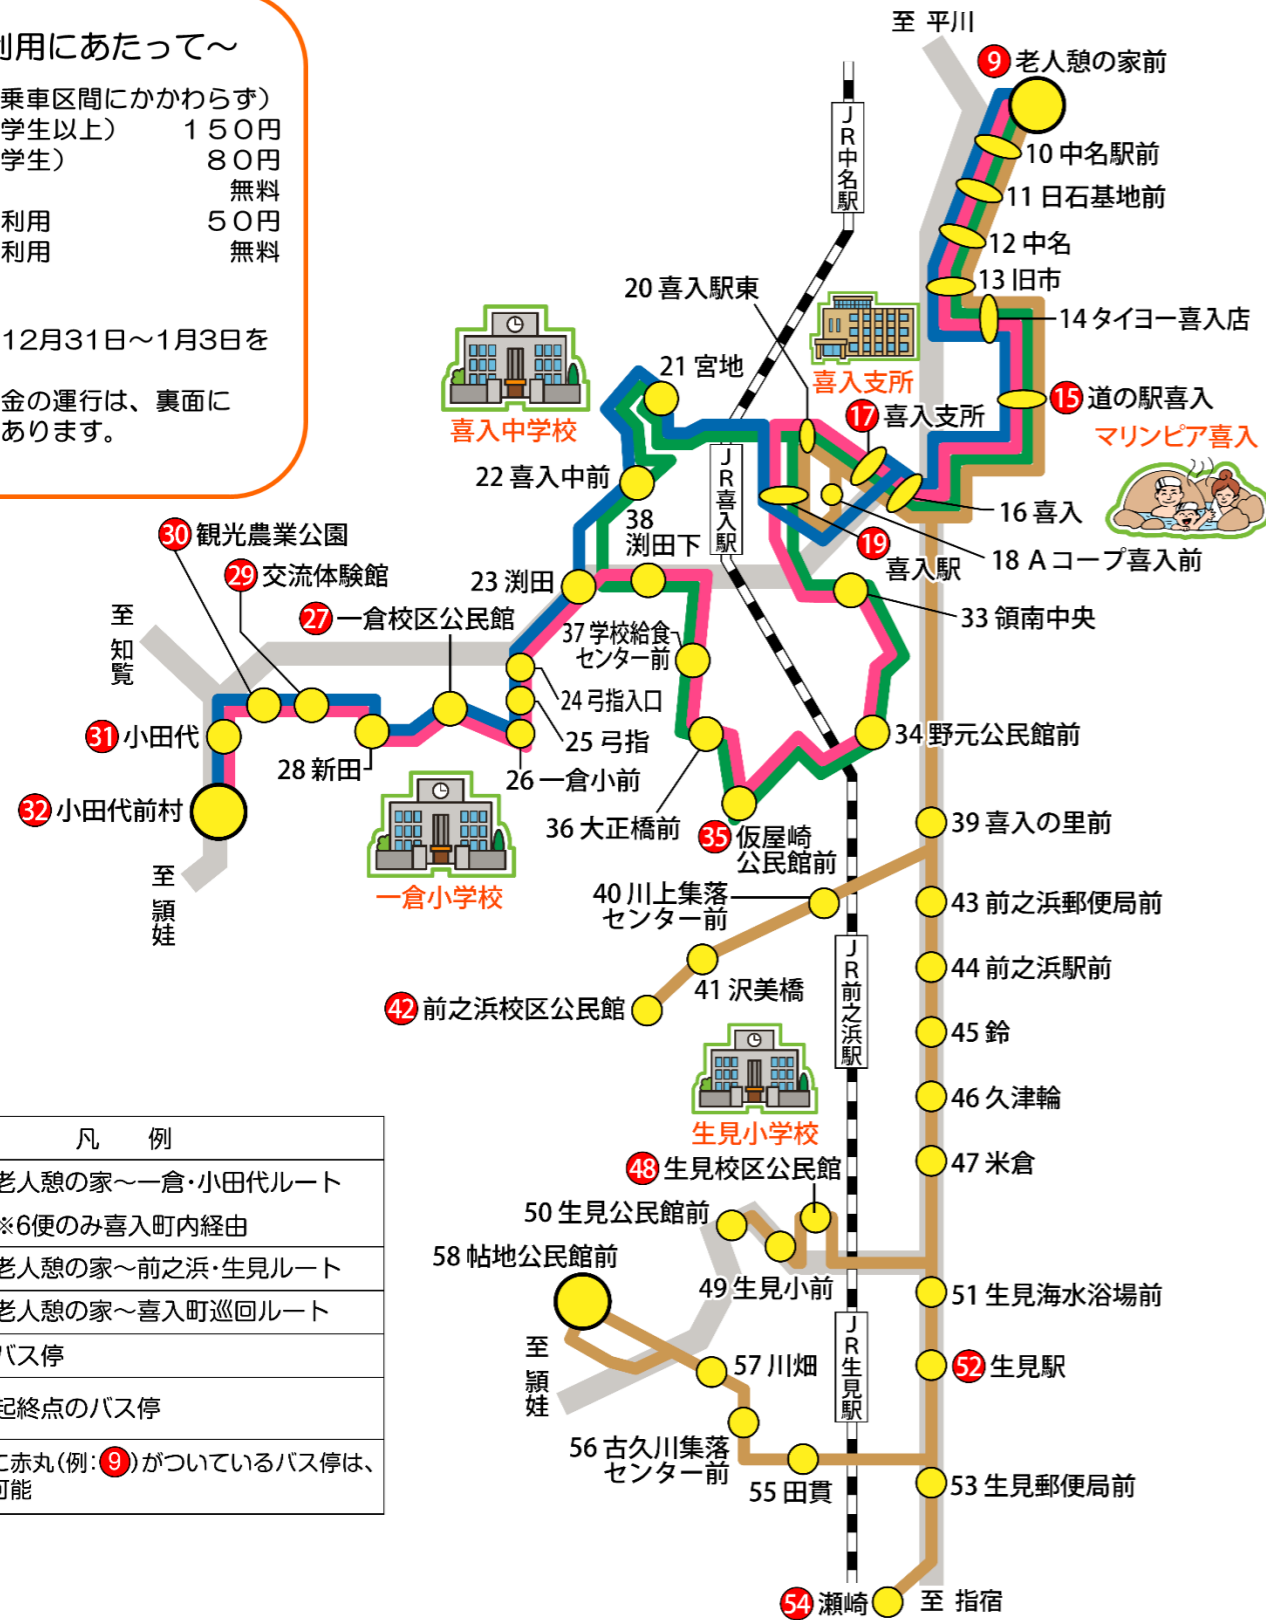 利用にあたって～
乗車区間にかかわらず）
学生以上） 150円
学生） 80円
無料
利用 50円
利用 無料
12月31日～1月3日を
金の運行は、裏面に
あります。
至 平川
9 老人憩の家前
10 中名駅前
11 日石基地前
12 中名
13 旧市
14 タイヨー喜入店
15 道の駅喜入
マリンピア喜入
16 喜入
17 喜入支所
喜入支所
18 Aコープ喜入前
19
喜入駅
20 喜入駅東
21 宮地
喜入中学校
22 喜入中前
JR中名駅
JR喜入駅
38
渕田下
23 渕田
37 学校給食
センター前
24 弓指入口
25 弓指
26 一倉小前
27 一倉校区公民館
28 新田
29 交流体験館
30 観光農業公園
至 知覧
31 小田代
32 小田代前村
至 頴娃
一倉小学校
33 領南中央
34 野元公民館前
35 仮屋崎
公民館前
36 大正橋前
39 喜入の里前
40 川上集落
センター前
41 沢美橋
42 前之浜校区公民館
43 前之浜郵便局前
44 前之浜駅前
JR前之浜駅
45 鈴
46 久津輪
47 米倉
生見小学校
48 生見校区公民館
50 生見公民館前
49 生見小前
58 帖地公民館前
51 生見海水浴場前
52 生見駅
JR生見駅
至 頴娃
57 川畑
56 古久川集落
センター前
55 田貫
53 生見郵便局前
54 瀬崎
至 指宿
凡 例
老人憩の家～一倉・小田代ルート
※6便のみ喜入町内経由
老人憩の家～前之浜・生見ルート
老人憩の家～喜入町巡回ルート
バス停
起終点のバス停
に赤丸(例:9)がついているバス停は、
可能